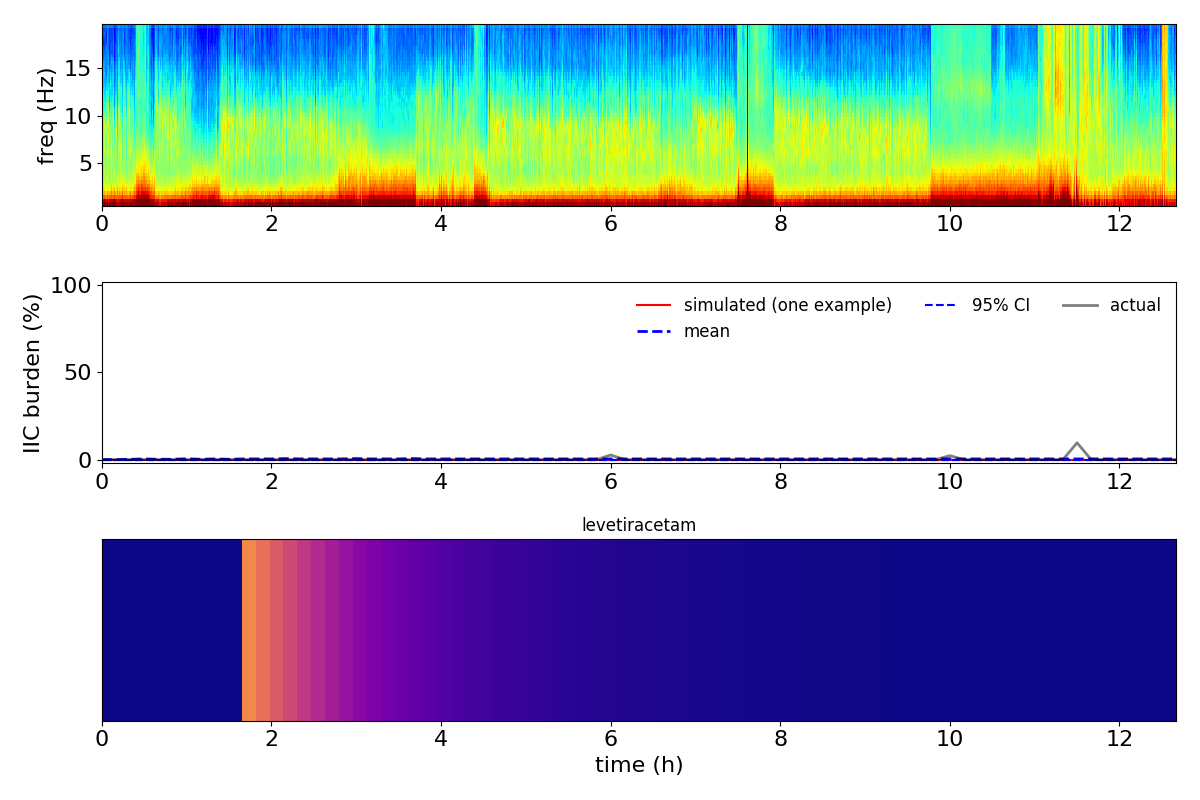 freq (Hz)
15
10
5
0 2 4 6 8 10 12
IIC burden (%)
100
50
0
simulated (one example)
mean
95% CI
actual
0 2 4 6 8 10 12
levetiracetam
0 2 4 6 8 10 12
time (h)